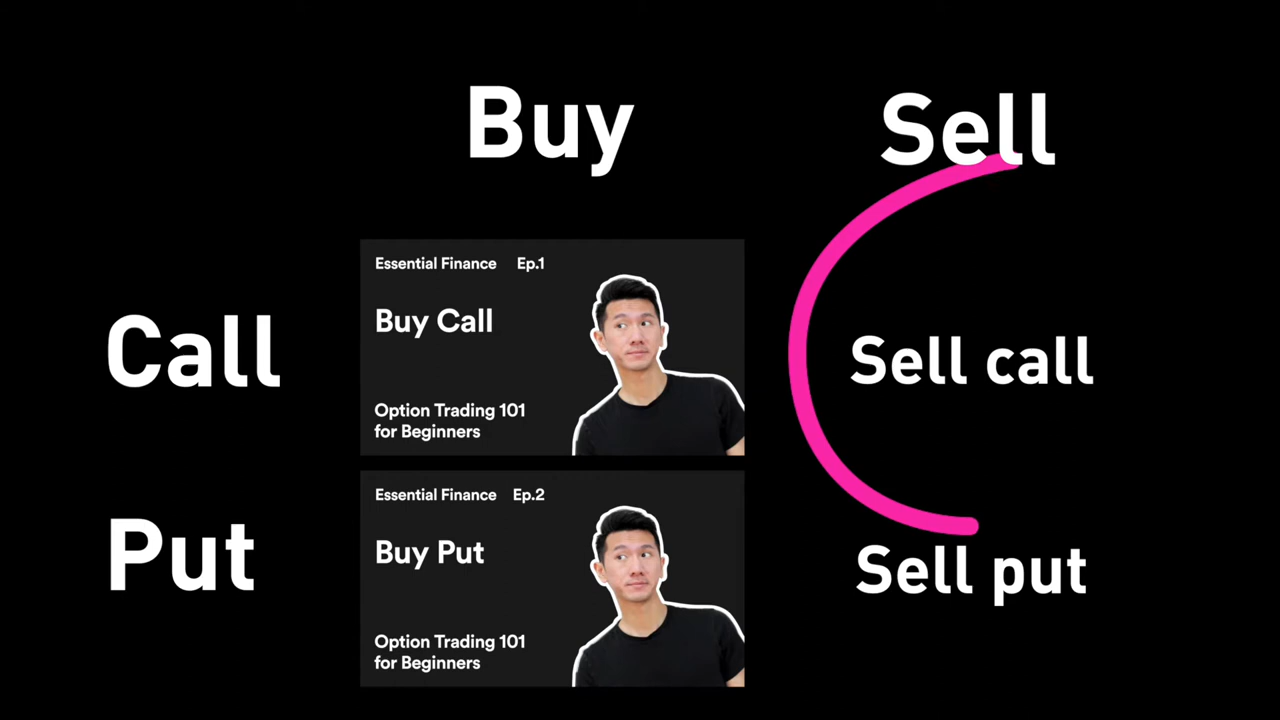 Buy
Sell
Essential Finance Ep.1
Buy Call
Option Trading 101
for Beginners
Call
Sell call
Essential Finance Ep.2
Buy Put
Option Trading 101
for Beginners
Put
Sell put